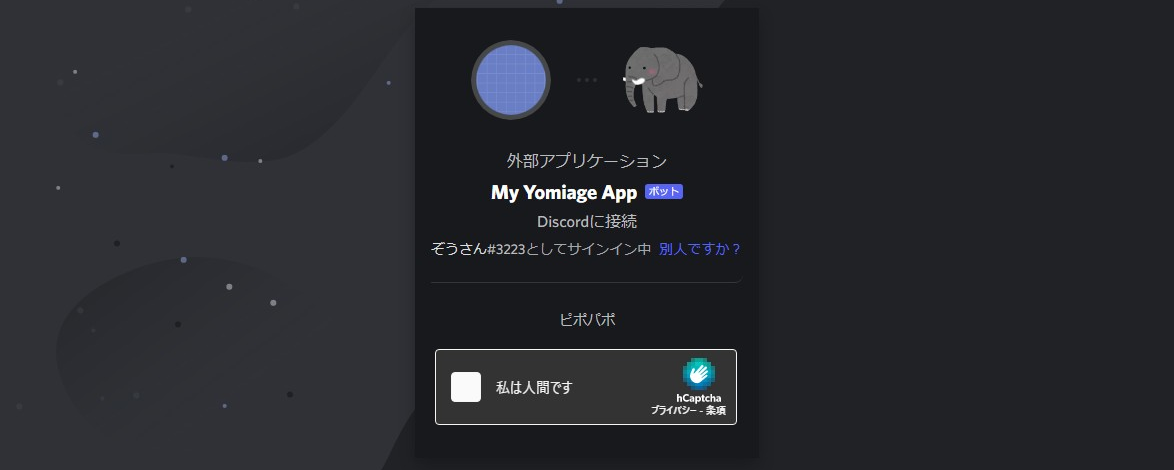 外部アプリケーション
My Yomiage App ボット
Discordに接続
ぞうさん#3223としてサインイン中 別人ですか？
ピポパポ
私は人間です
hCaptcha
プライバシー - 条項